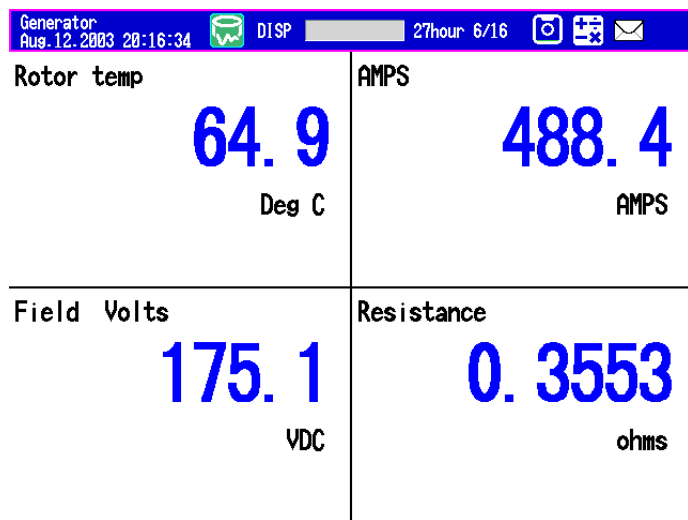 Generator
Aug.12.2003 20:16:34 DISP 27hour 6/16
Rotor temp
64.9
Deg C
AMPS
488.4
AMPS
Field Volts
175.1
VDC
Resistance
0.3553
ohms